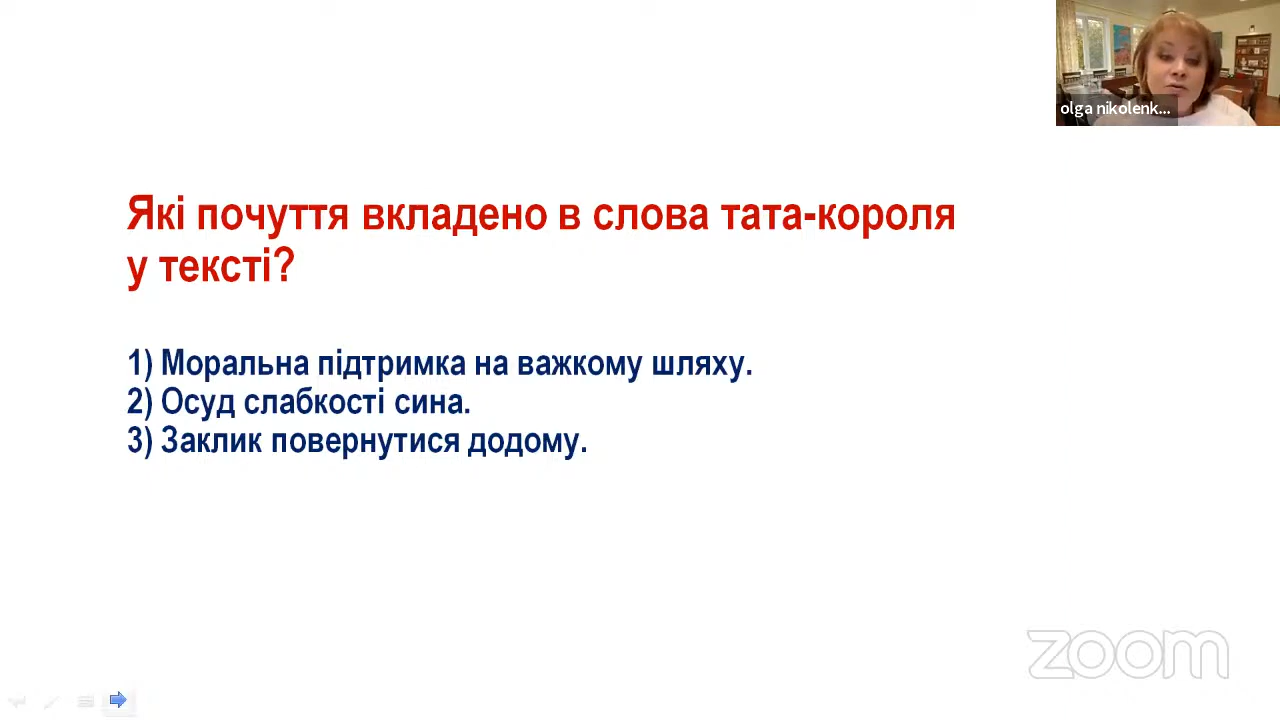 olga nikolenk...
Які почуття вкладено в слова тата-короля
у тексті?
1) Моральна підтримка на важкому шляху.
2) Осуд слабкості сина.
3) Заклик повернутися додому.
zoom